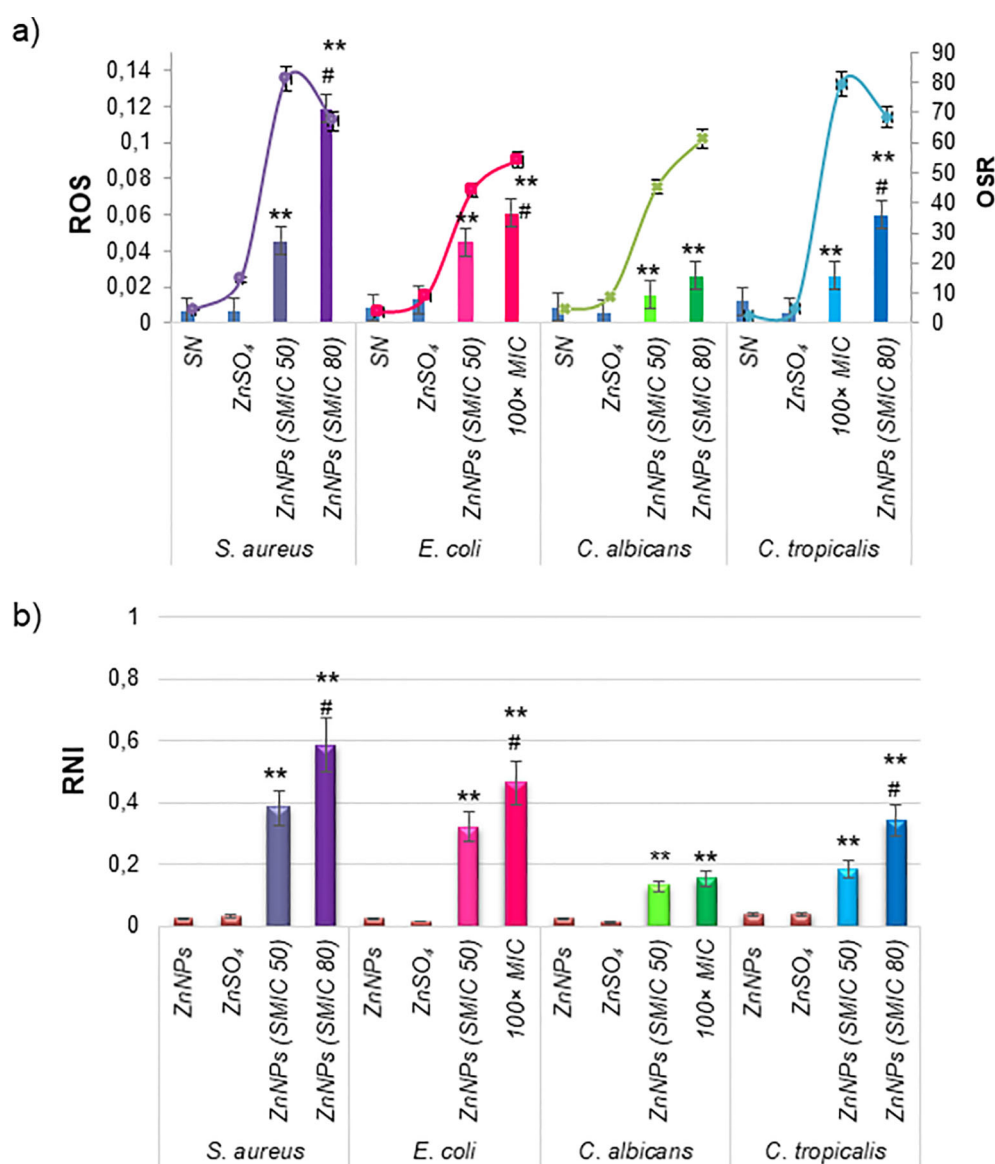 a)
ROS
0,14
0,12
0,1
0,08
0,06
0,04
0,02
0
**
#
**
**
**
#
**
**
**
**
#
90
80
70
60
50
40
30
20
10
0
OSR
SN
ZnSO₄
ZnNPs (SMIC 50)
ZnNPs (SMIC 80)
SN
ZnSO₄
ZnNPs (SMIC 50)
100× MIC
SN
ZnSO₄
ZnNPs (SMIC 50)
ZnNPs (SMIC 80)
SN
ZnSO₄
100× MIC
ZnNPs (SMIC 80)
S. aureus
E. coli
C. albicans
C. tropicalis
b)
RNI
1
0,8
0,6
0,4
0,2
0
**
**
#
**
**
#
**
**
**
**
#
ZnNPs
ZnSO₄
ZnNPs (SMIC 50)
ZnNPs (SMIC 80)
ZnNPs
ZnSO₄
ZnNPs (SMIC 50)
100× MIC
ZnNPs
ZnSO₄
ZnNPs (SMIC 50)
100× MIC
ZnNPs
ZnSO₄
ZnNPs (SMIC 50)
ZnNPs (SMIC 80)
S. aureus
E. coli
C. albicans
C. tropicalis